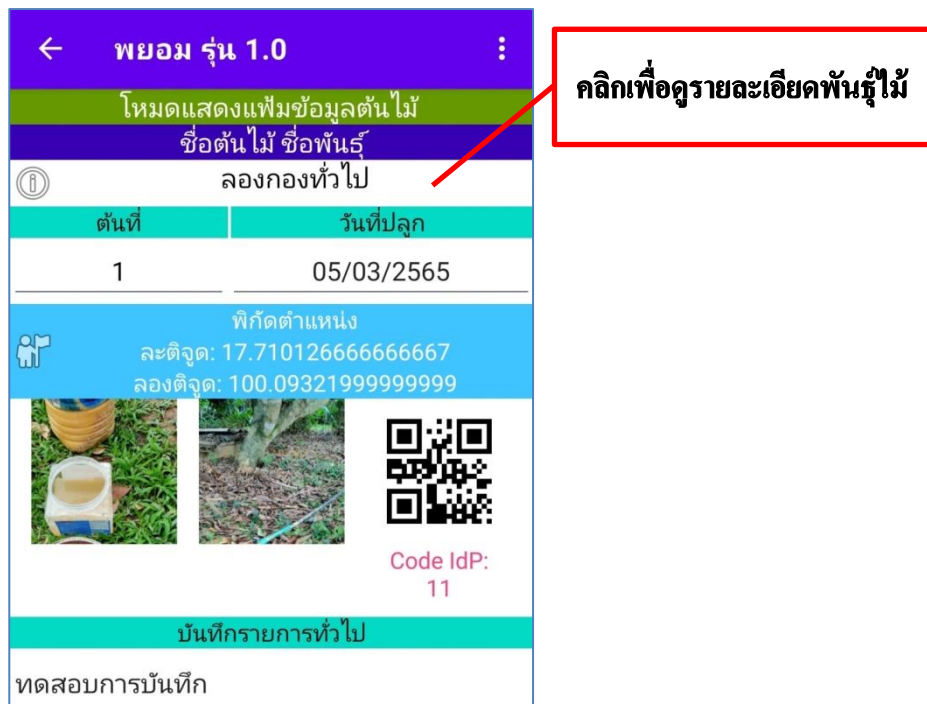 พยอม รุ่น 1.0
โหมดแสดงแฟ้มข้อมูลต้นไม้
ชื่อต้นไม้ ชื่อพันธุ์
ลองกองทั่วไป
ต้นที่ วันที่ปลูก
1 05/03/2565
พิกัดตำแหน่ง
ละติจูด: 17.710126666666667
ลองติจูด: 100.09321999999999
Code IdP:
11
บันทึกรายการทั่วไป
ทดสอบการบันทึก
คลิกเพื่อดูรายละเอียดพันธุ์ไม้